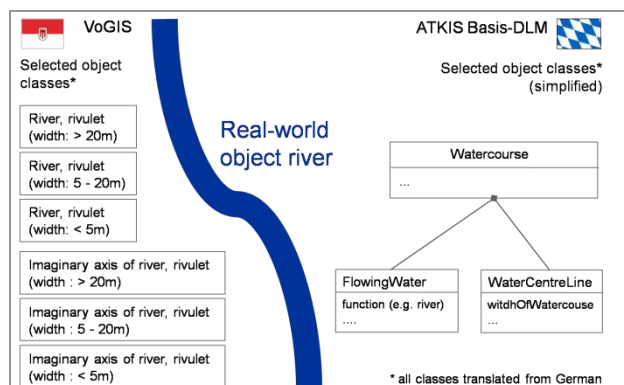 VoGIS
Selected object
classes*
River, rivulet
(width: > 20m)
River, rivulet
(width: 5 - 20m)
River, rivulet
(width: < 5m)
Imaginary axis of river, rivulet
(width : > 20m)
Imaginary axis of river, rivulet
(width : 5 - 20m)
Imaginary axis of river, rivulet
(width : < 5m)
Real-world
object river
ATKIS Basis-DLM
Selected object classes*
(simplified)
Watercourse
...
FlowingWater
function (e.g. river)
....
WaterCentreLine
witdhOfWatercouse
...
* all classes translated from German